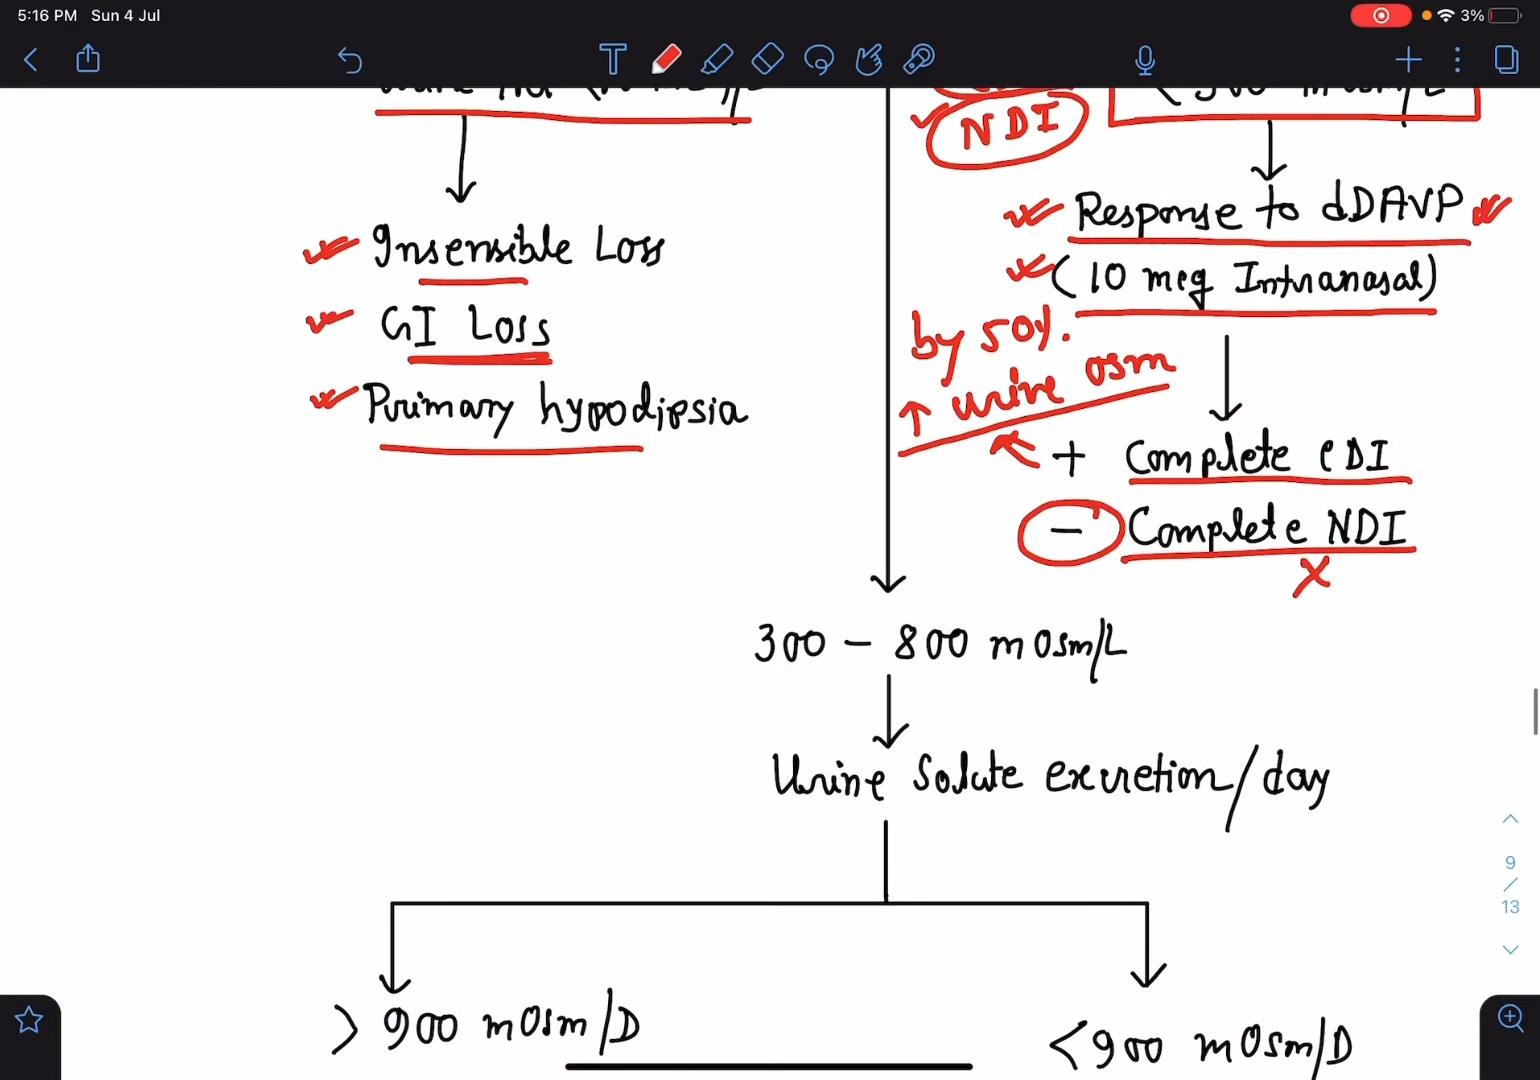 5:16 PM Sun 4 Jul
3%
T
NDI
Response to dDAVP
(10 mcg Intranasal)
Insensible Loss
GI Loss
Primary hypodipsia
by 50%.
↑ urine osm
+ Complete CDI
- Complete NDI
X
300 - 800 mOsm/L
Urine Solute excretion/day
> 900 mOsm/D
< 900 mOsm/D
9
/
13